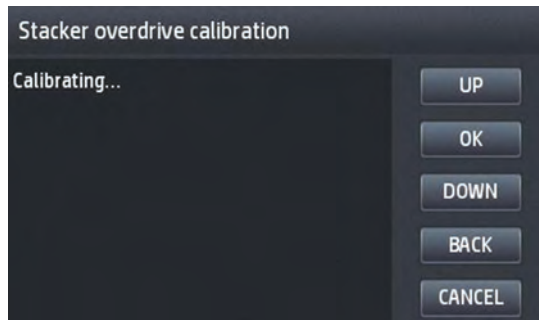 Stacker overdrive calibration
Calibrating...
UP
OK
DOWN
BACK
CANCEL